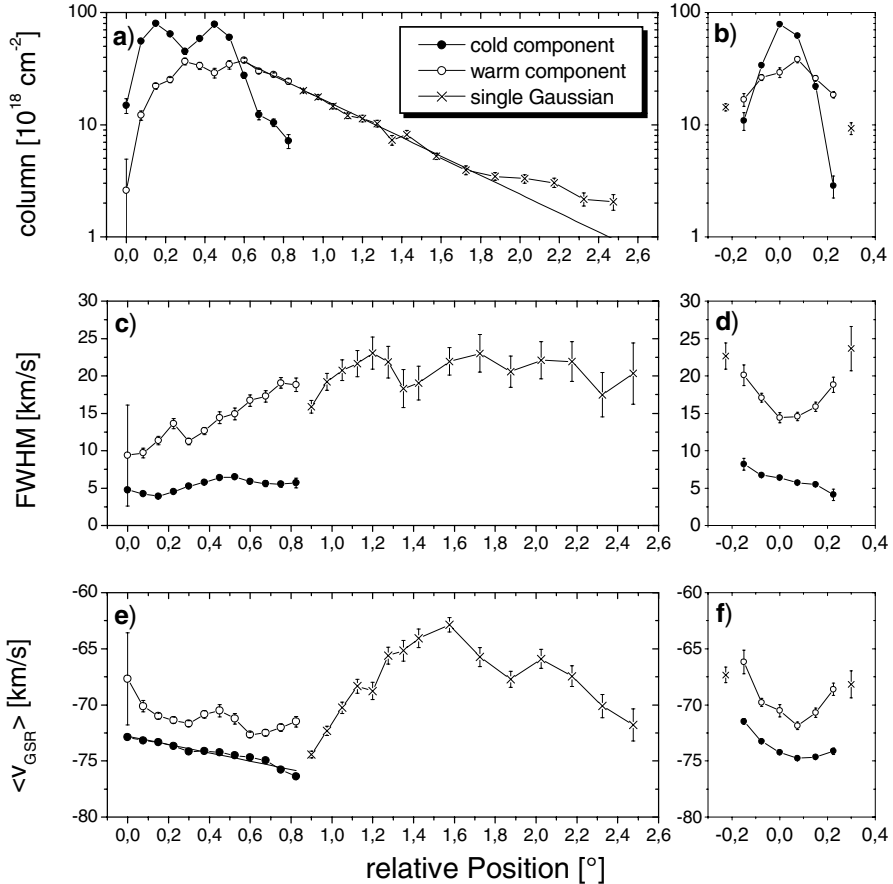 a)
cold component
warm component
single Gaussian
column [10^18 cm^-2]
100
10
1
0,0 0,2 0,4 0,6 0,8 1,0 1,2 1,4 1,6 1,8 2,0 2,2 2,4 2,6
b)
100
10
1
-0,2 0,0 0,2 0,4
c)
FWHM [km/s]
30
25
20
15
10
5
0
0,0 0,2 0,4 0,6 0,8 1,0 1,2 1,4 1,6 1,8 2,0 2,2 2,4 2,6
d)
30
25
20
15
10
5
0
-0,2 0,0 0,2 0,4
e)
<v_GSR> [km/s]
-60
-65
-70
-75
-80
0,0 0,2 0,4 0,6 0,8 1,0 1,2 1,4 1,6 1,8 2,0 2,2 2,4 2,6
f)
-60
-65
-70
-75
-80
-0,2 0,0 0,2 0,4
relative Position [°]